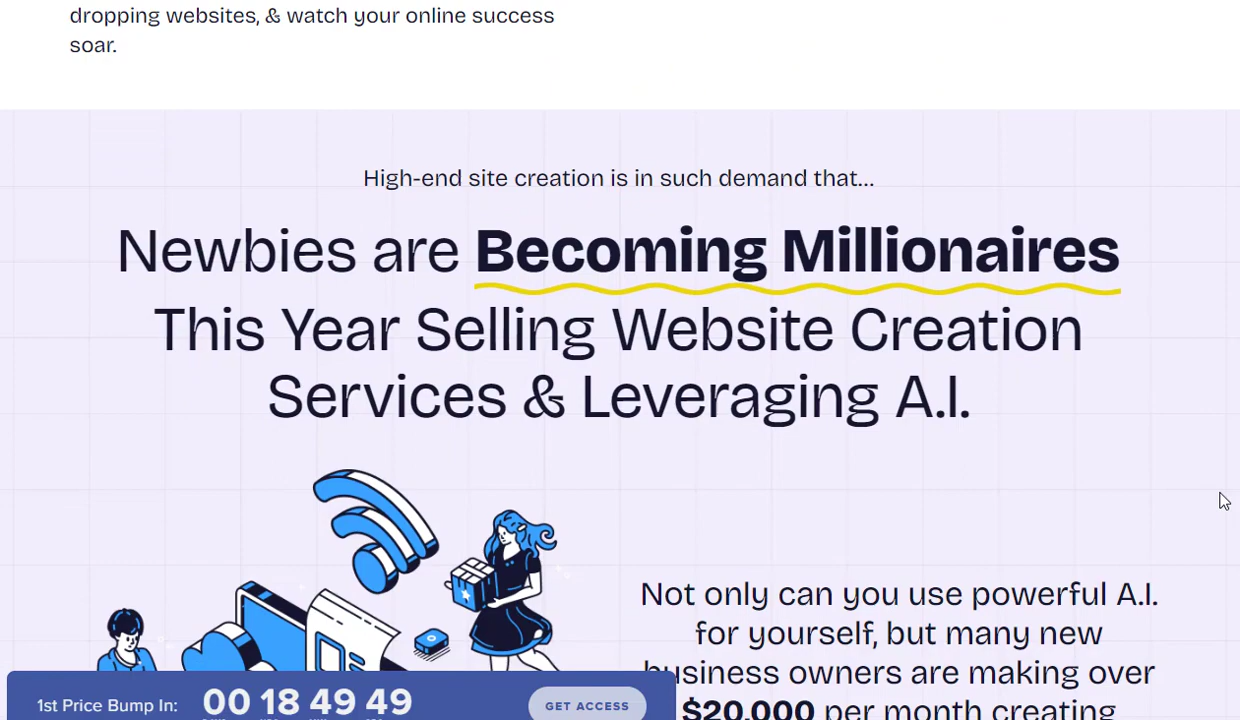 dropping websites, & watch your online success
soar.
High-end site creation is in such demand that...
Newbies are Becoming Millionaires
This Year Selling Website Creation
Services & Leveraging A.I.
Not only can you use powerful A.I.
for yourself, but many new
business owners are making over
$20,000 per month creating
1st Price Bump In: 00 18 49 49 GET ACCESS